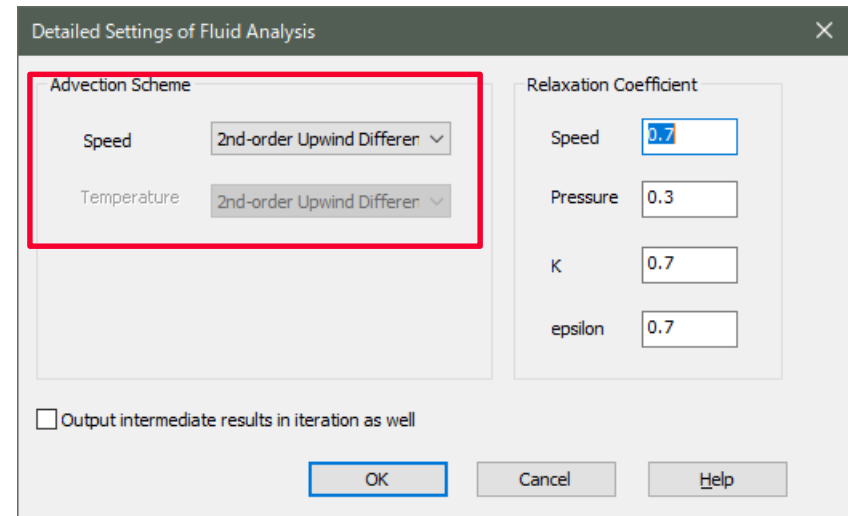 Detailed Settings of Fluid Analysis
Advection Scheme
Speed 2nd-order Upwind Differen
Temperature 2nd-order Upwind Differen
Relaxation Coefficient
Speed 0.7
Pressure 0.3
K 0.7
epsilon 0.7
Output intermediate results in iteration as well
OK Cancel Help